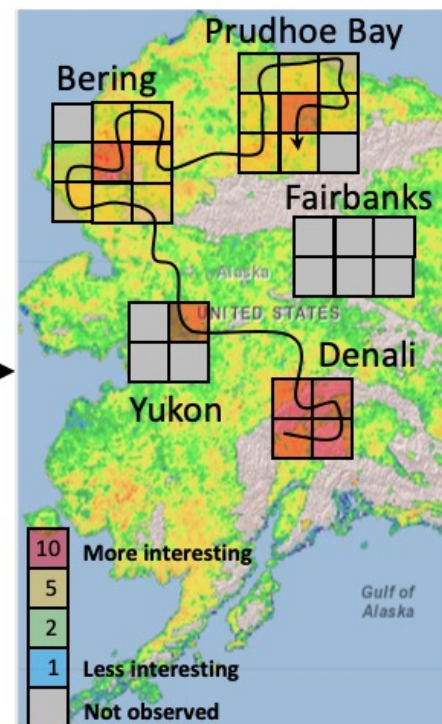 Prudhoe Bay
Bering
Fairbanks
Alaska
UNITED STATES
Denali
Yukon
10 More interesting
5
2
1 Less interesting
Not observed
Gulf of
Alaska